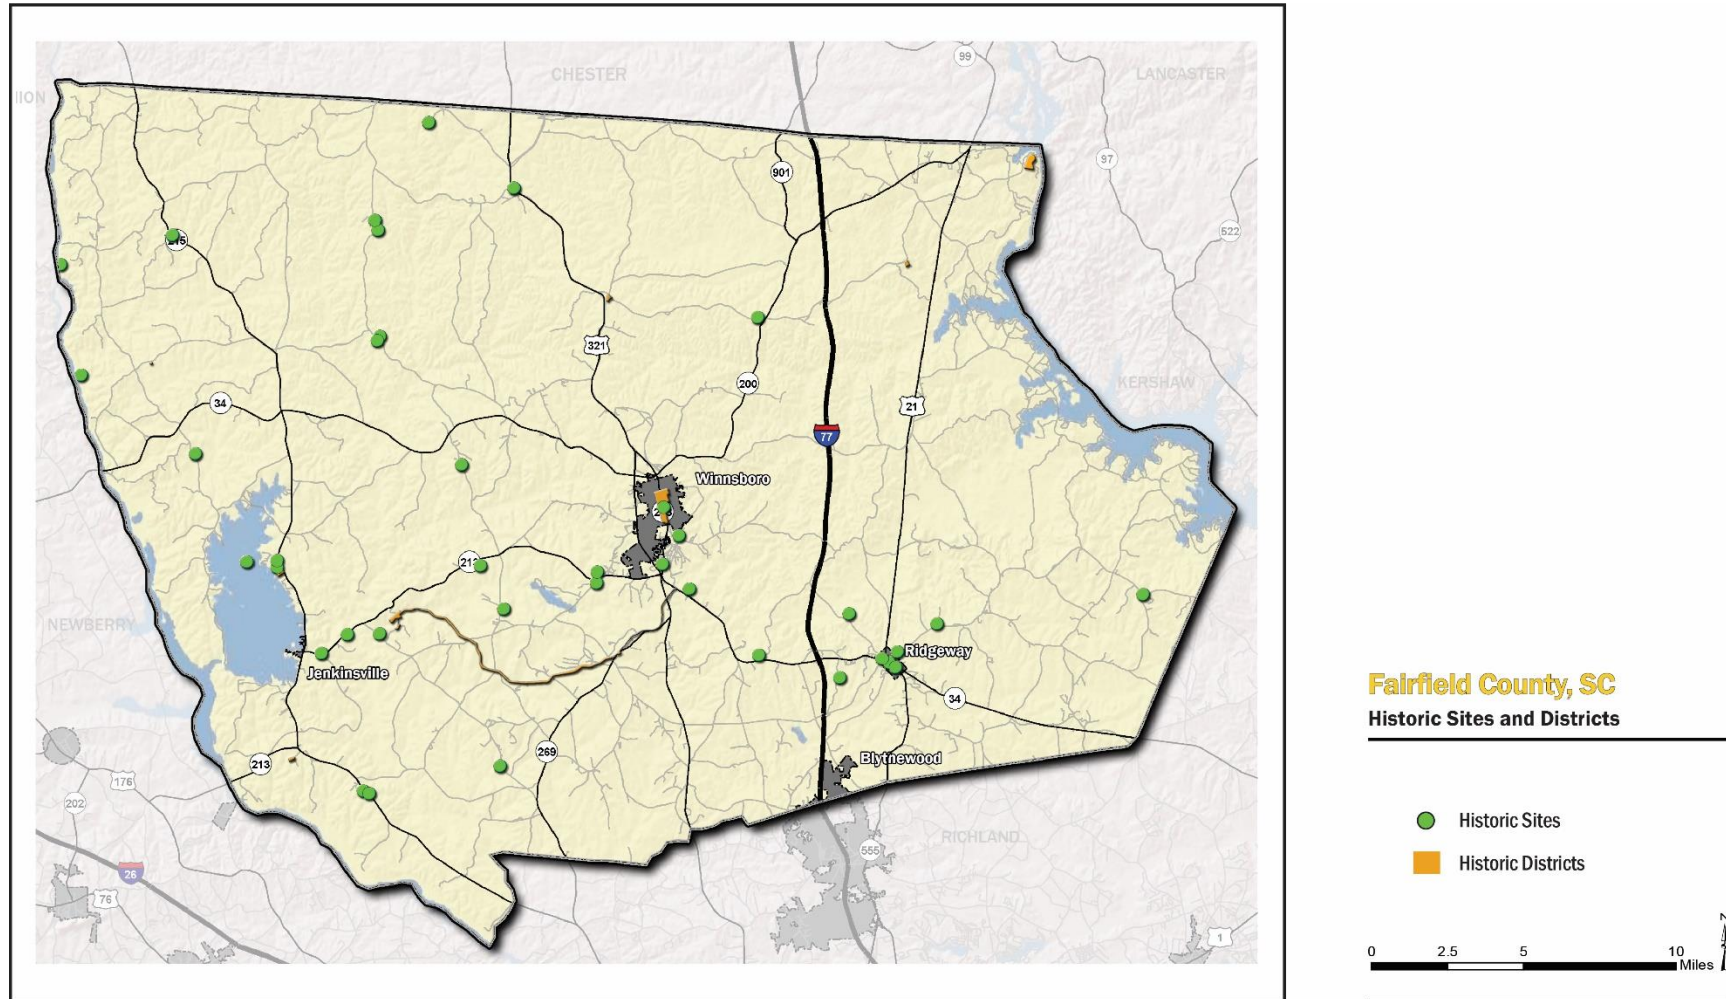 CHESTER
99
LANCASTER
ION
97
901
522
215
321
200
KERSHAW
34
21
77
Winnsboro
213
NEWBERRY
Ridgeway
Jenkinsville
34
269
Blythewood
213
176
202
RICHLAND
555
26
76
1
Fairfield County, SC
Historic Sites and Districts
Historic Sites
Historic Districts
N
0 2.5 5 10
Miles